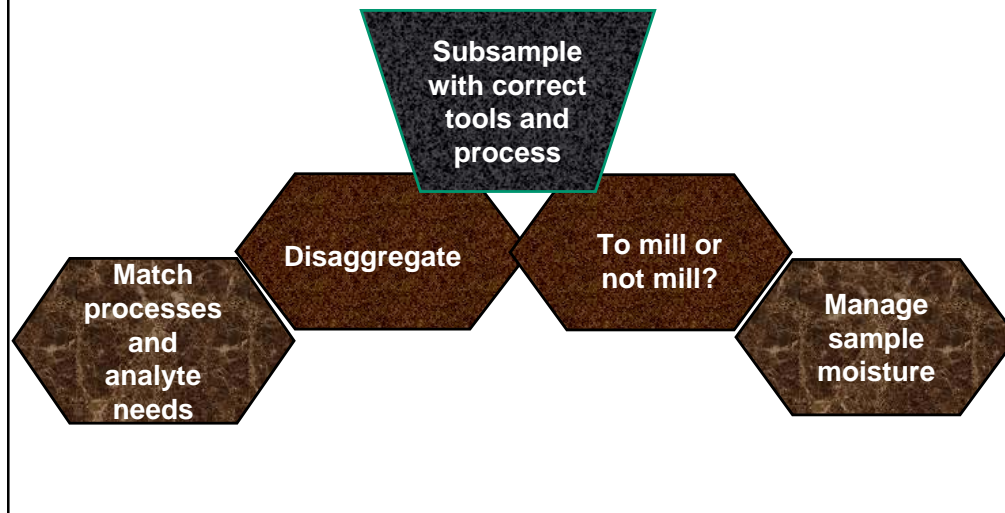 Subsample
with correct
tools and
process
Disaggregate
To mill or
not mill?
Match
processes
and
analyte
needs
Manage
sample
moisture